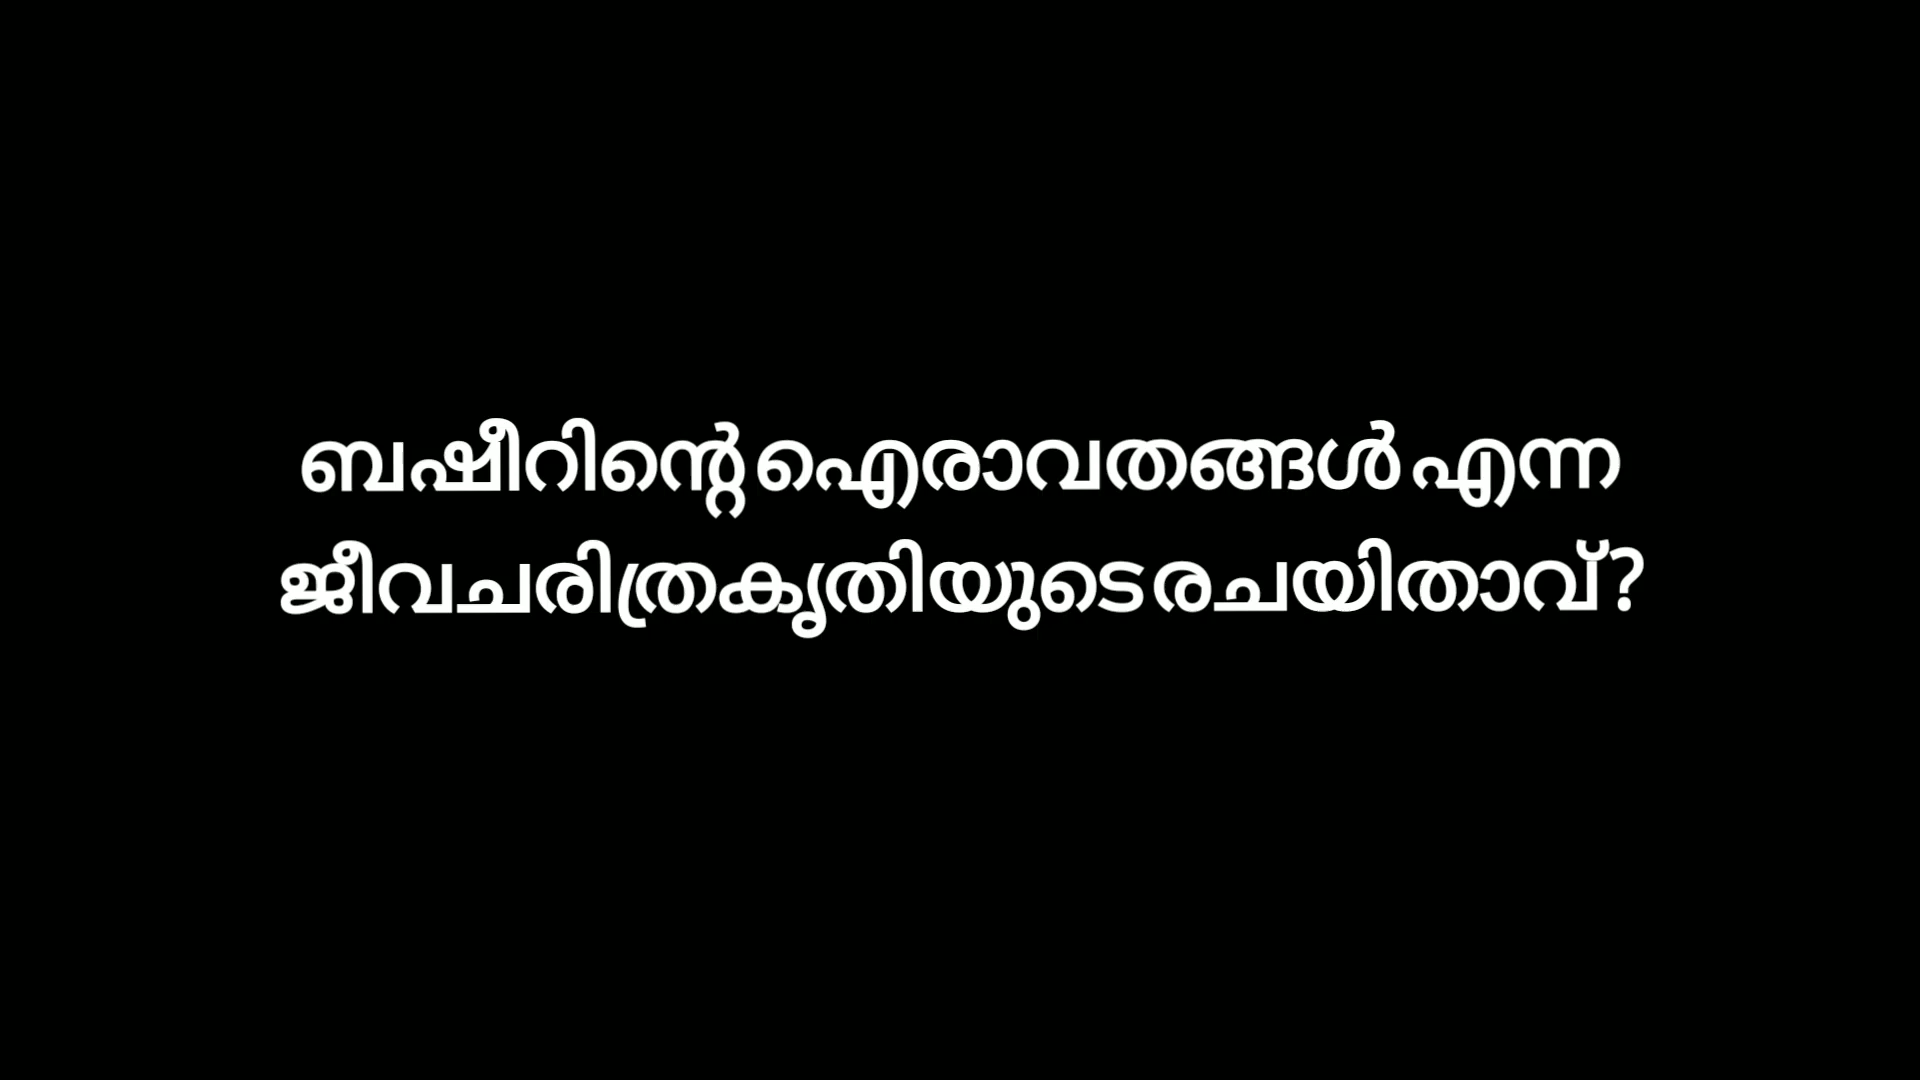 ബഷീറിന്റെ ഐരാവതങ്ങൾ എന്ന
ജീവചരിത്രകൃതിയുടെ രചയിതാവ്?